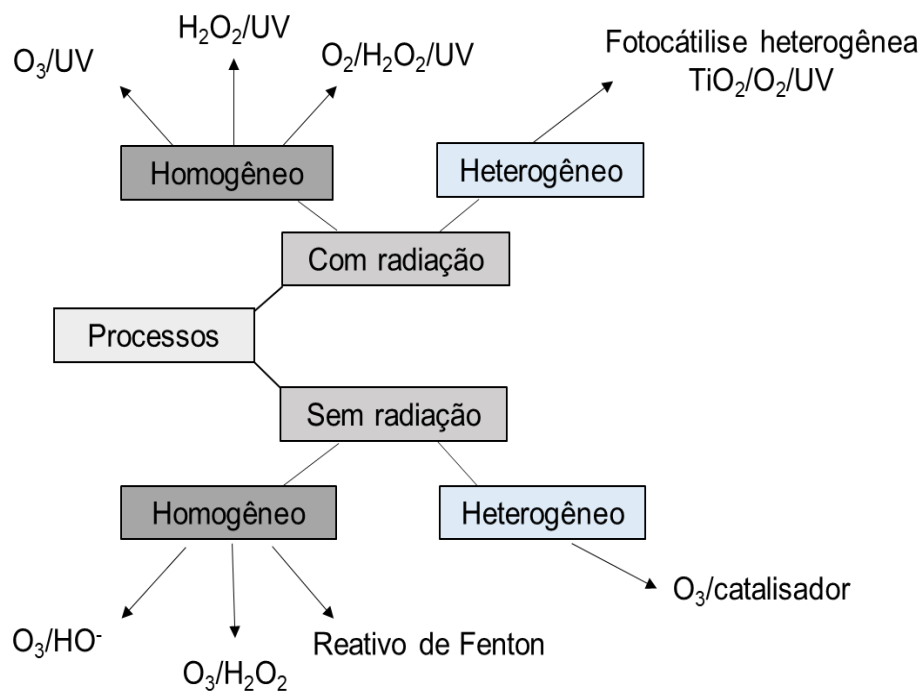 H₂O₂/UV
O₃/UV
O₂/H₂O₂/UV
Fotocátilise heterogênea
TiO₂/O₂/UV
Homogêneo
Heterogêneo
Com radiação
Processos
Sem radiação
Homogêneo
Heterogêneo
O₃/catalisador
O₃/HO⁻
O₃/H₂O₂
Reativo de Fenton